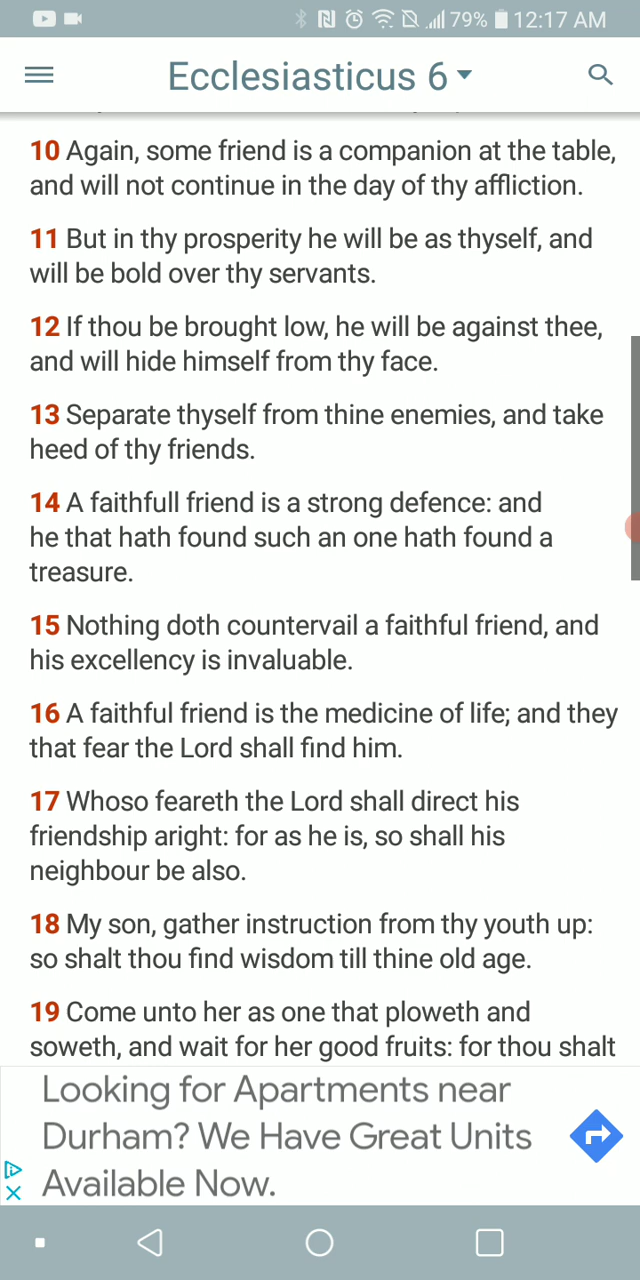 79% 12:17 AM
Ecclesiasticus 6
10 Again, some friend is a companion at the table,
and will not continue in the day of thy affliction.
11 But in thy prosperity he will be as thyself, and
will be bold over thy servants.
12 If thou be brought low, he will be against thee,
and will hide himself from thy face.
13 Separate thyself from thine enemies, and take
heed of thy friends.
14 A faithfull friend is a strong defence: and
he that hath found such an one hath found a
treasure.
15 Nothing doth countervail a faithful friend, and
his excellency is invaluable.
16 A faithful friend is the medicine of life; and they
that fear the Lord shall find him.
17 Whoso feareth the Lord shall direct his
friendship aright: for as he is, so shall his
neighbour be also.
18 My son, gather instruction from thy youth up:
so shalt thou find wisdom till thine old age.
19 Come unto her as one that ploweth and
soweth, and wait for her good fruits: for thou shalt
Looking for Apartments near
Durham? We Have Great Units
Available Now.